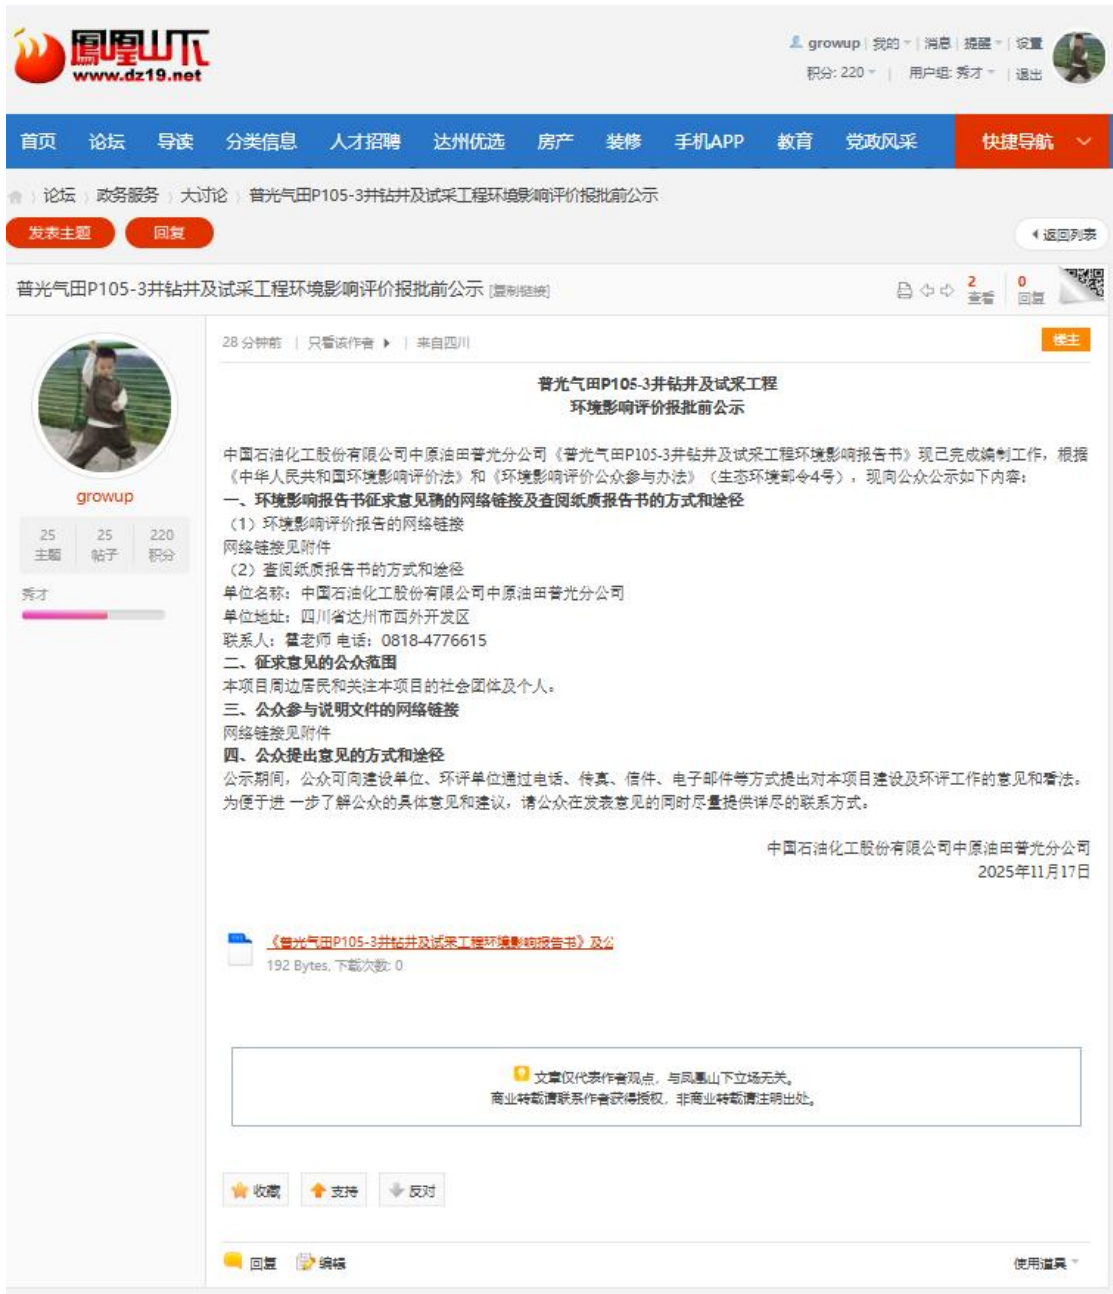 鳳凰山下
www.dz19.net
growup 我的 消息 提醒 设置
积分: 220 用户组: 秀才 退出
首页 论坛 导读 分类信息 人才招聘 达州优选 房产 装修 手机APP 教育 党政风采 快捷导航
论坛 政务服务 大讨论 普光气田P105-3井钻井及试采工程环境影响评价报批前公示
发表主题 回复 返回列表
普光气田P105-3井钻井及试采工程环境影响评价报批前公示 [复制链接]
2 查看 0 回复
28 分钟前 | 只看该作者 | 来自四川
楼主
普光气田P105-3井钻井及试采工程
环境影响评价报批前公示
中国石油化工股份有限公司中原油田普光分公司《普光气田P105-3井钻井及试采工程环境影响报告书》现已完成编制工作，根据
《中华人民共和国环境影响评价法》和《环境影响评价公众参与办法》（生态环境部令4号），现向公众公示如下内容：
一、环境影响报告书征求意见稿的网络链接及查阅纸质报告书的方式和途径
（1）环境影响评价报告的网络链接
网络链接见附件
（2）查阅纸质报告书的方式和途径
单位名称：中国石油化工股份有限公司中原油田普光分公司
单位地址：四川省达州市西外开发区
联系人：霍老师 电话：0818-4776615
二、征求意见的公众范围
本项目周边居民和关注本项目的社会团体及个人。
三、公众参与说明文件的网络链接
网络链接见附件
四、公众提出意见的方式和途径
公示期间，公众可向建设单位、环评单位通过电话、传真、信件、电子邮件等方式提出对本项目建设及环评工作的意见和看法。
为便于进 一步了解公众的具体意见和建议，请公众在发表意见的同时尽量提供详尽的联系方式。
中国石油化工股份有限公司中原油田普光分公司
2025年11月17日
growup
25 25 220
主题 帖子 积分
秀才
《普光气田P105-3井钻井及试采工程环境影响报告书》及公
192 Bytes, 下载次数: 0
文章仅代表作者观点，与凤凰山下立场无关。
商业转载请联系作者获得授权，非商业转载请注明出处。
收藏 支持 反对
回复 编辑 使用道具